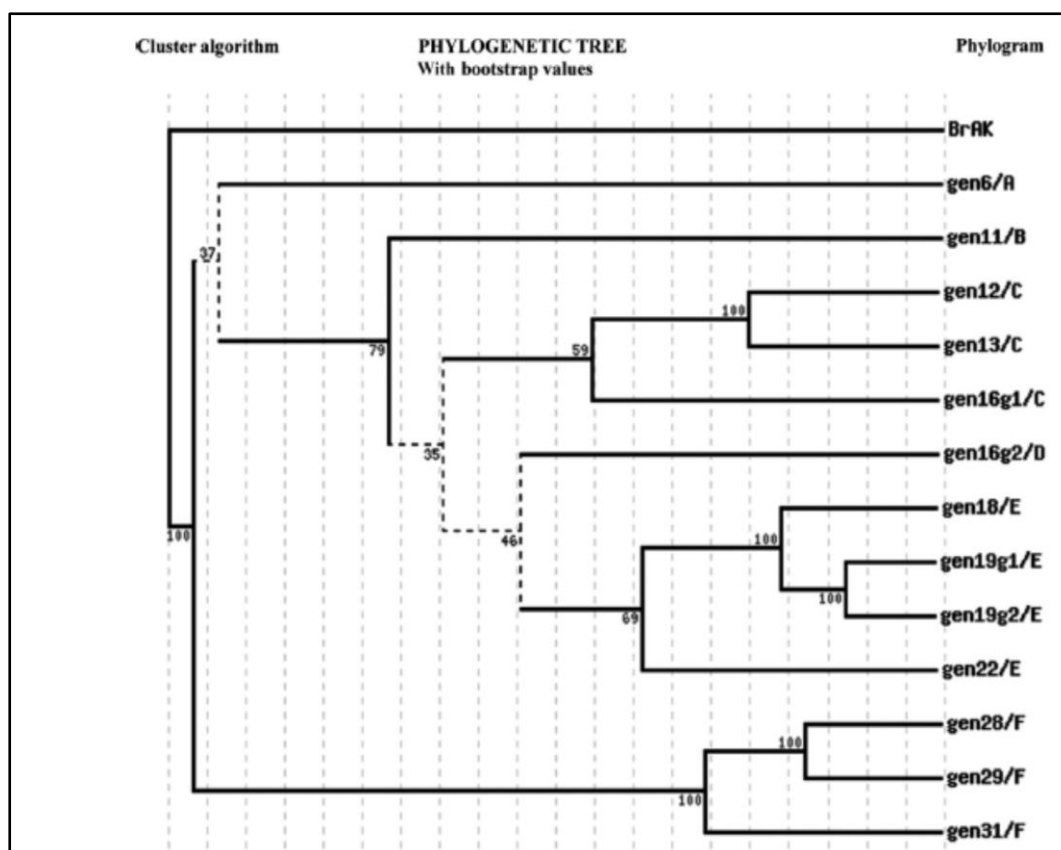 Cluster algorithm PHYLOGENETIC TREE Phylogram
With bootstrap values
BrAK
gen6/A
37
gen11/B
gen12/C
100
gen13/C
59
79
gen16g1/C
35
gen16g2/D
gen18/E
100
100
46
gen19g1/E
100
gen19g2/E
69
gen22/E
gen28/F
100
gen29/F
100
gen31/F